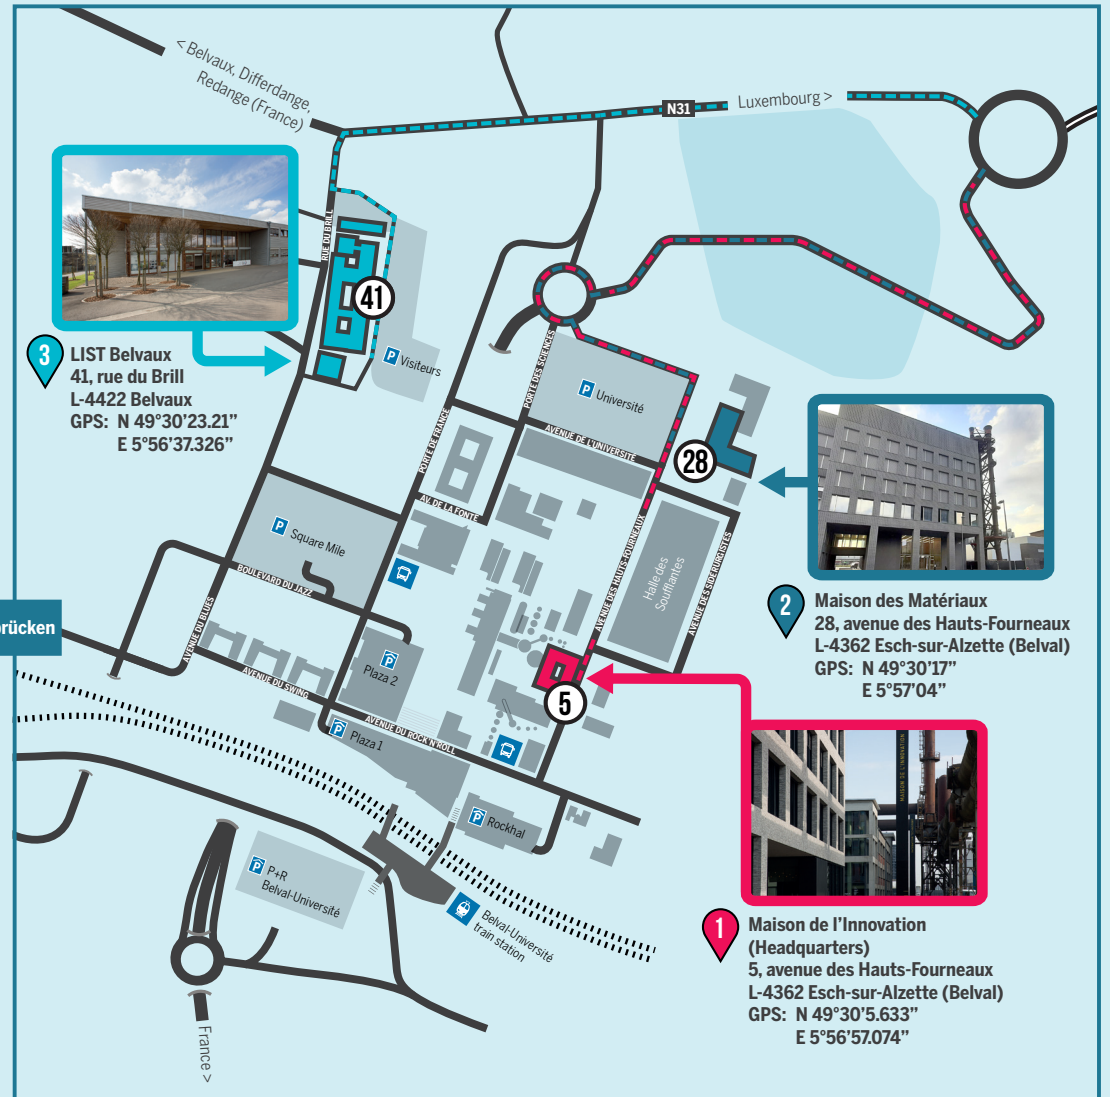 < Belvaux, Differdange,
Redange (France)
N31
Luxembourg >
RUE DU BRILL
41
3
LIST Belvaux
41, rue du Brill
L-4422 Belvaux
GPS: N 49°30'23.21"
E 5°56'37.326"
P Visiteurs
PORTE DES SCIENCES
P Université
AVENUE DE L'UNIVERSITÉ
PORTE DE FRANCE
AV. DE LA FONTE
28
P Square Mile
BOULEVARD DU JAZZ
AVENUE DU BLUES
AVENUE DU SWING
AVENUE DES HAUTS-FOURNEAUX
Halle des
Soufflantes
AVENUE DES SIDÉRURGISTES
2
Maison des Matériaux
28, avenue des Hauts-Fourneaux
L-4362 Esch-sur-Alzette (Belval)
GPS: N 49°30'17"
E 5°57'04"
brücken
P
Plaza 2
5
AVENUE DU ROCK'N'ROLL
P Plaza 1
P Rockhal
MAISON DE L'INNOVATION
P P+R
Belval-Université
Belval-Université
train station
1
Maison de l'Innovation
(Headquarters)
5, avenue des Hauts-Fourneaux
L-4362 Esch-sur-Alzette (Belval)
GPS: N 49°30'5.633"
E 5°56'57.074"
France >